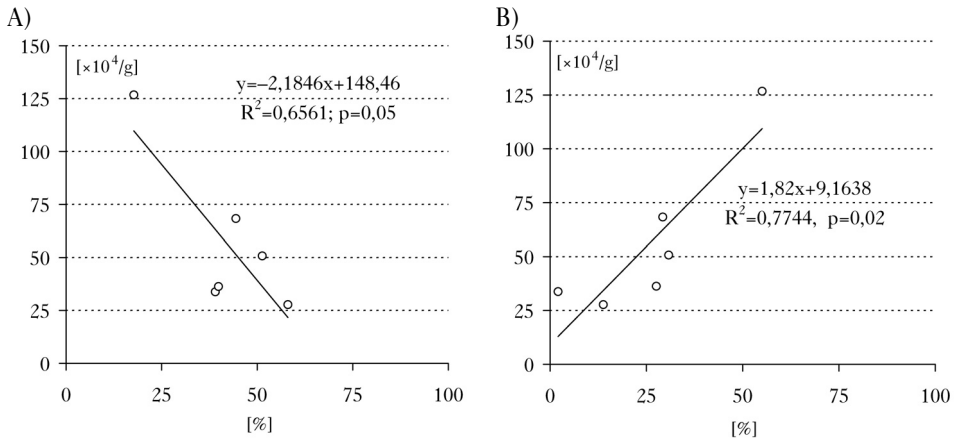 A)
150
[×10⁴/g]
y=–2,1846x+148,46
125
R²=0,6561; p=0,05
100
75
50
25
0
0 25 50 75 100
[%]
B)
150
[×10⁴/g]
125
100
y=1,82x+9,1638
75
R²=0,7744, p=0,02
50
25
0
0 25 50 75 100
[%]